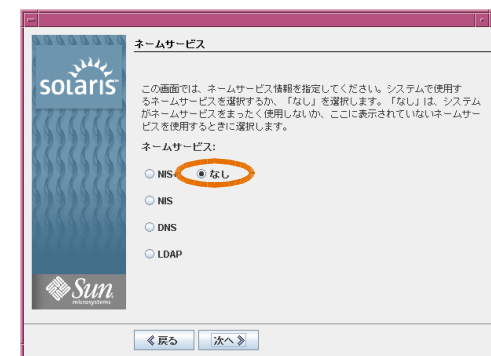 ネームサービス
solaris
この画面では、ネームサービス情報を指定してください。システムで使用す
るネームサービスを選択するか、「なし」を選択します。「なし」は、システム
がネームサービスをまったく使用しないか、ここに表示されていないネームサー
ビスを使用するときに選択します。
ネームサービス:
NIS+ なし
NIS
DNS
LDAP
Sun
microsystems
≪戻る 次へ≫